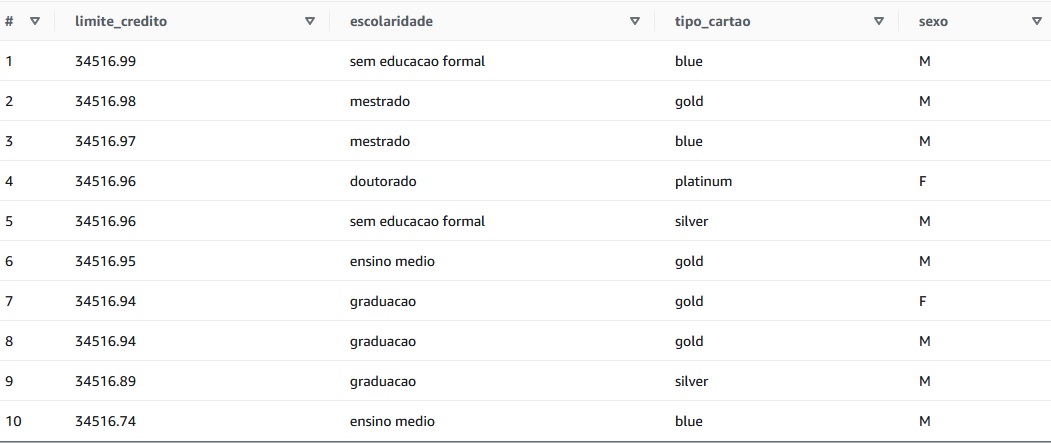 # limite_credito escolaridade tipo_cartao sexo
1 34516.99 sem educacao formal blue M
2 34516.98 mestrado gold M
3 34516.97 mestrado blue M
4 34516.96 doutorado platinum F
5 34516.96 sem educacao formal silver M
6 34516.95 ensino medio gold M
7 34516.94 graduacao gold F
8 34516.94 graduacao gold M
9 34516.89 graduacao silver M
10 34516.74 ensino medio blue M